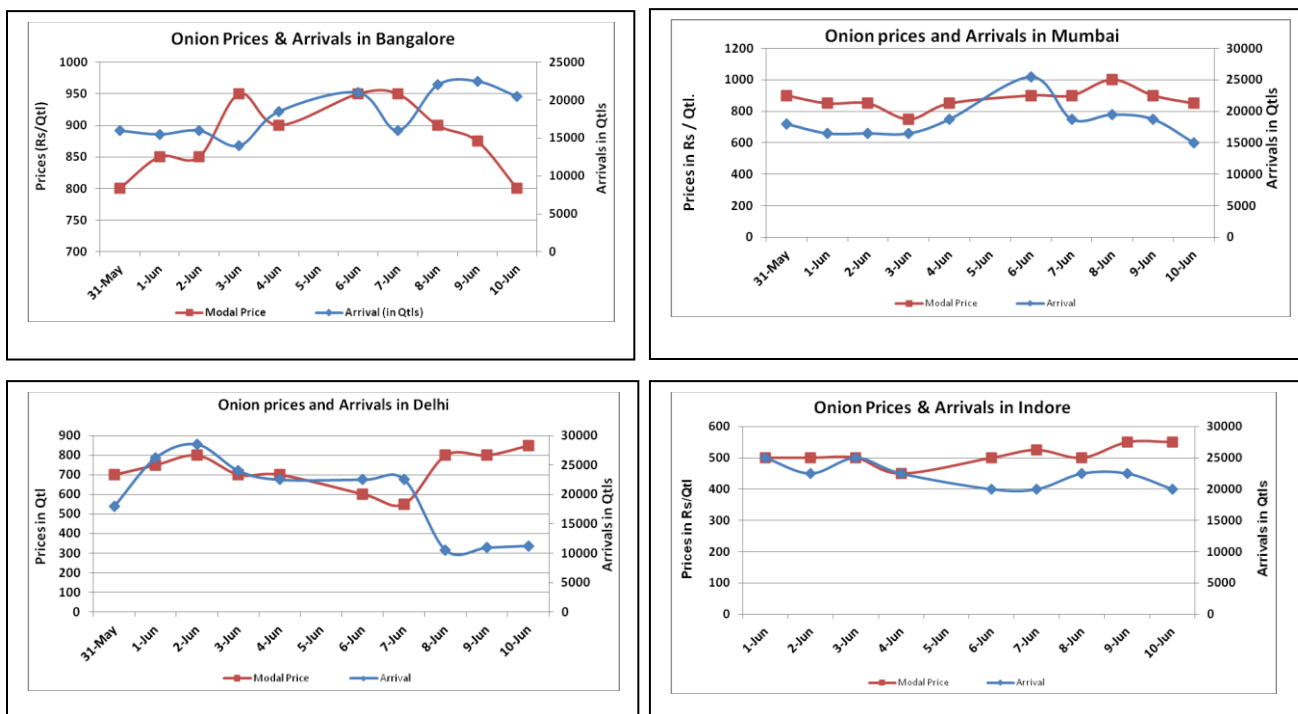 Onion Prices & Arrivals in Bangalore
Prices (Rs/Qtl)
1000
950
900
850
800
750
700
25000
20000
15000
10000
5000
0
Arrivals in Qtls
31-May
1-Jun
2-Jun
3-Jun
4-Jun
5-Jun
6-Jun
7-Jun
8-Jun
9-Jun
10-Jun
Modal Price
Arrival (in Qtls)
Onion prices and Arrivals in Mumbai
Prices in Rs / Qtl.
1200
1000
800
600
400
200
0
30000
25000
20000
15000
10000
5000
0
Arrivals in Qtls
31-May
1-Jun
2-Jun
3-Jun
4-Jun
5-Jun
6-Jun
7-Jun
8-Jun
9-Jun
10-Jun
Modal Price
Arrival
Onion prices and Arrivals in Delhi
Prices in Qtl
900
800
700
600
500
400
300
200
100
0
30000
25000
20000
15000
10000
5000
0
Arrivals in Qtls
31-May
1-Jun
2-Jun
3-Jun
4-Jun
5-Jun
6-Jun
7-Jun
8-Jun
9-Jun
10-Jun
Modal Price
Arrival
Onion Prices & Arrivals in Indore
Prices in Rs/Qtl
600
500
400
300
200
100
0
30000
25000
20000
15000
10000
5000
0
Arrivals in Qtls
1-Jun
2-Jun
3-Jun
4-Jun
5-Jun
6-Jun
7-Jun
8-Jun
9-Jun
10-Jun
Modal Price
Arrival